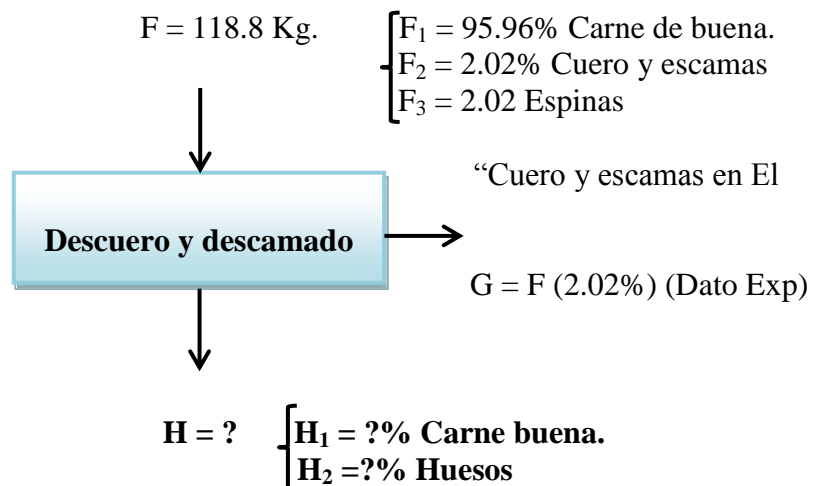 F = 118.8 Kg.
F₁ = 95.96% Carne de buena.
F₂ = 2.02% Cuero y escamas
F₃ = 2.02 Espinas
“Cuero y escamas en El
Descuero y descamado
G = F (2.02%) (Dato Exp)
H = ?
H₁ = ?% Carne buena.
H₂ =?% Huesos